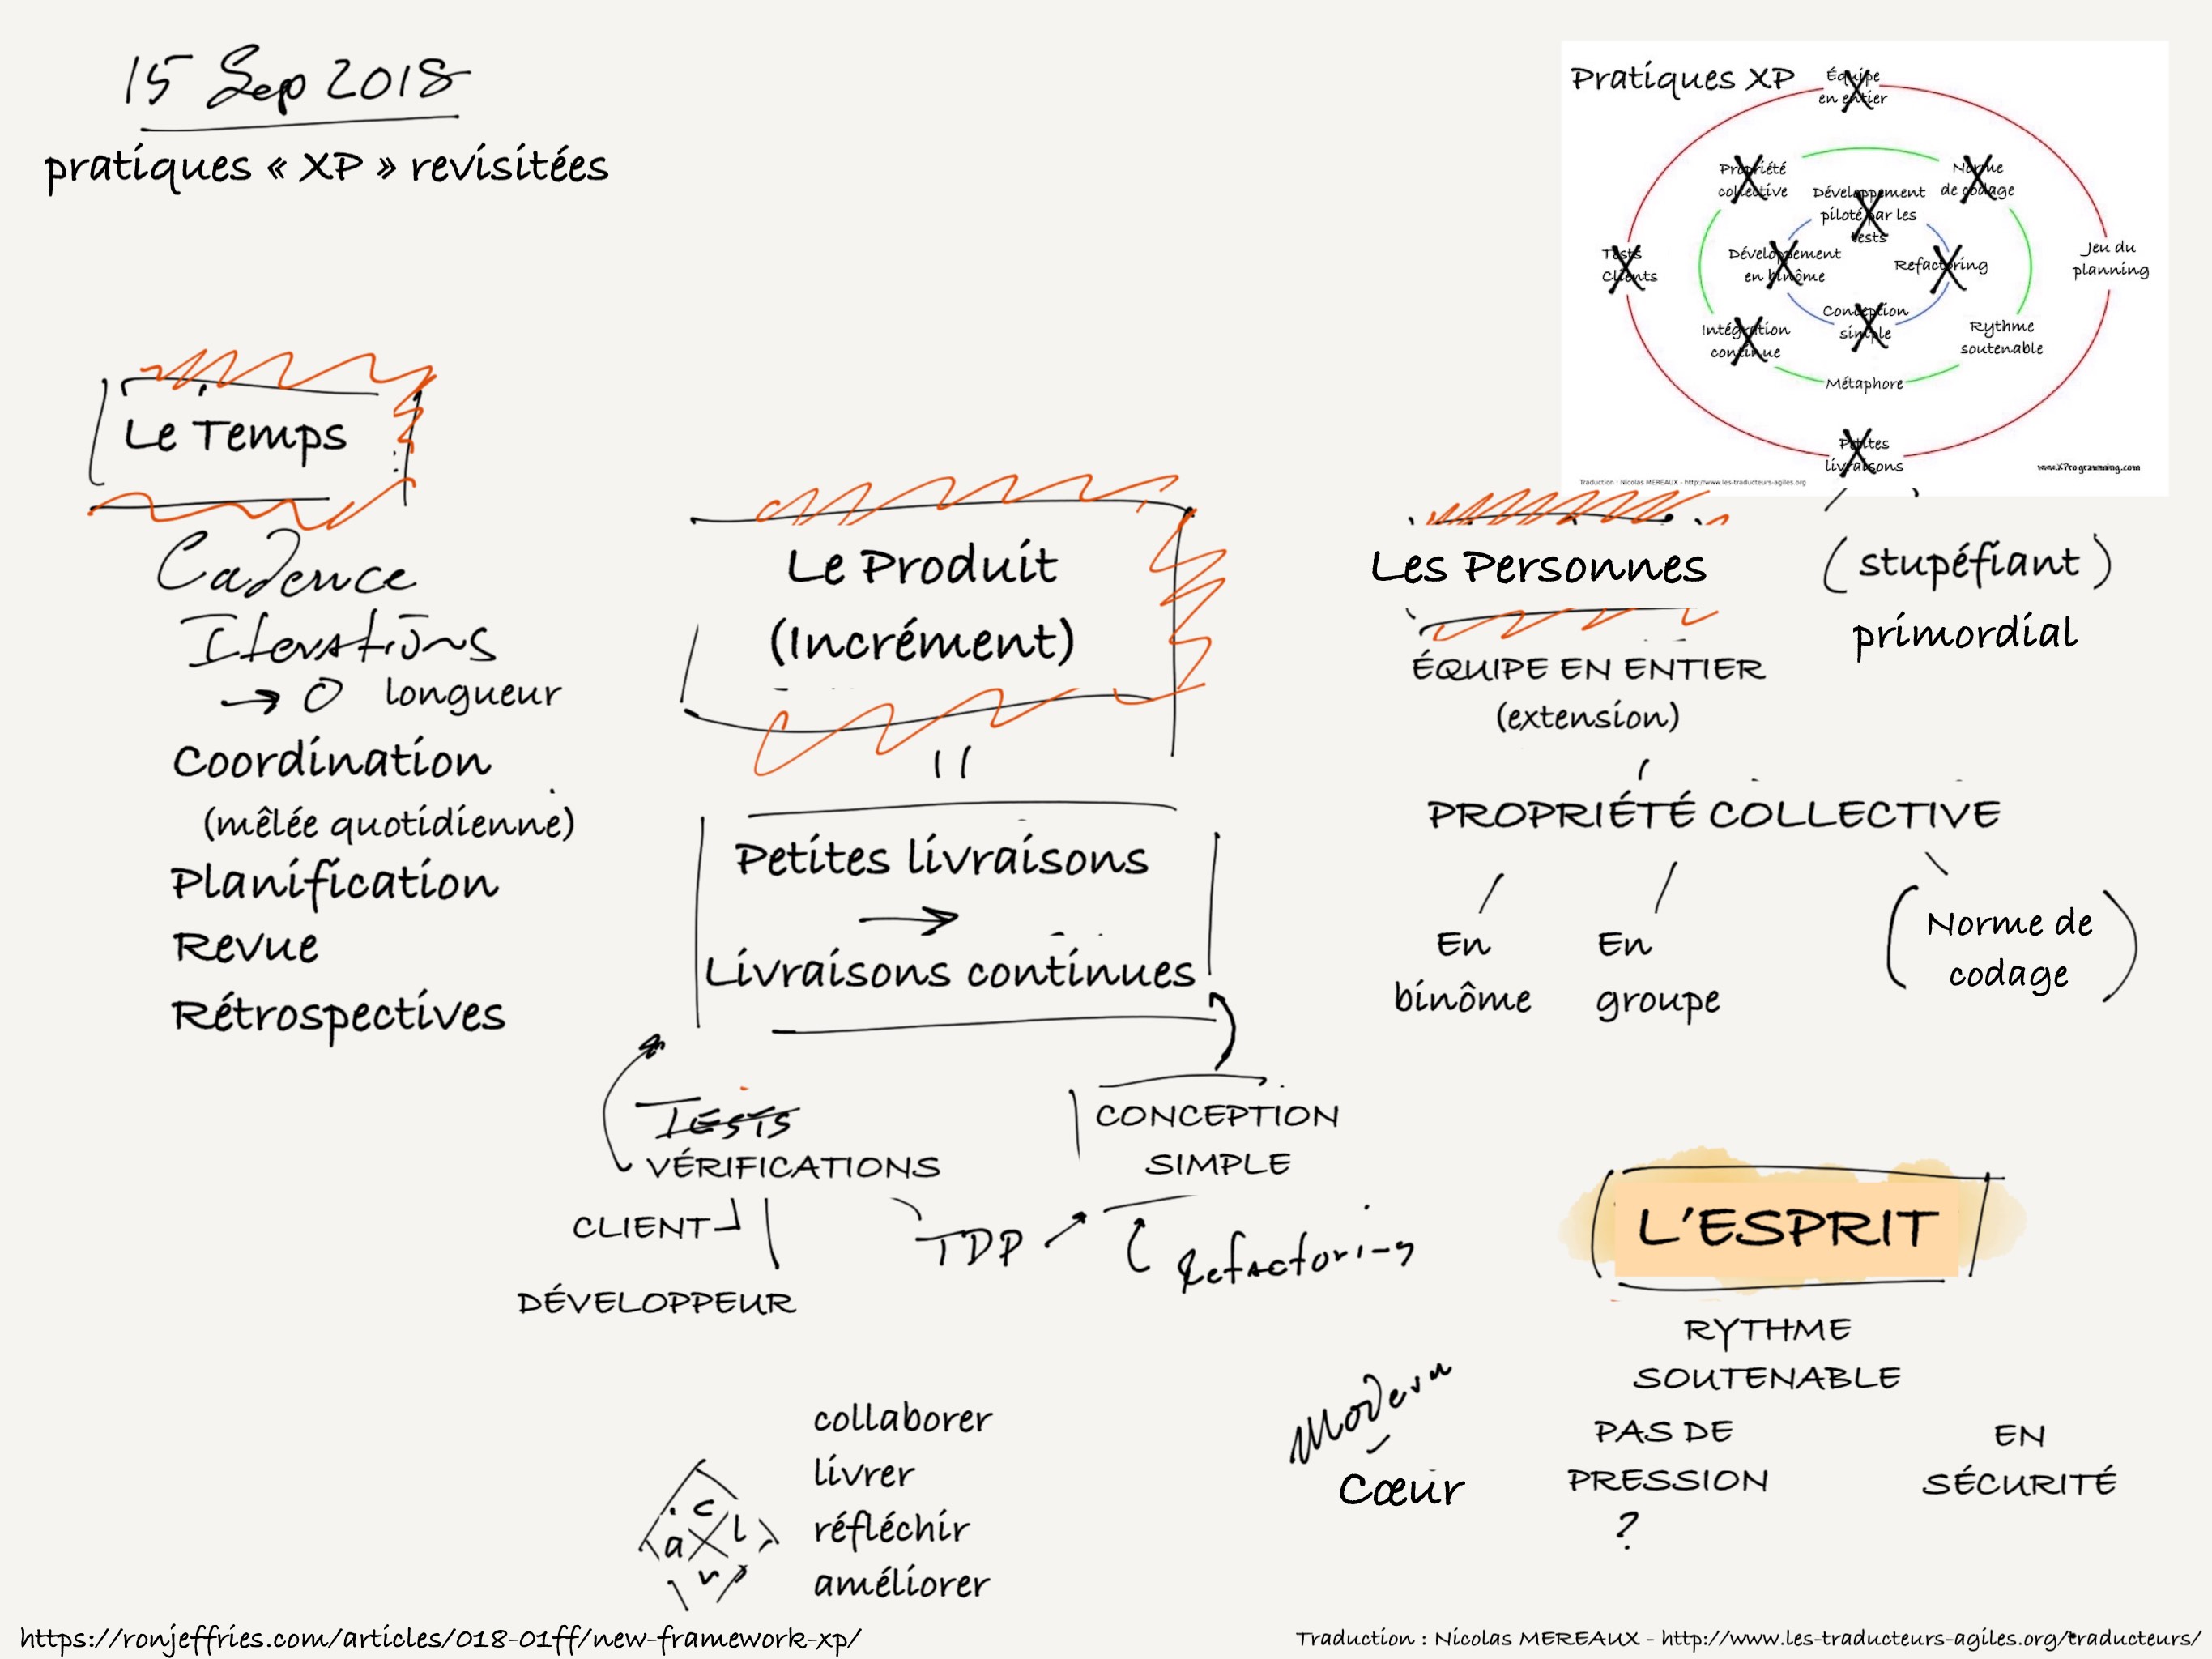 15 Sep 2018
pratiques « XP » revisitées
Pratiques XP
Équipe
en entier
Propriété
collective
Norme
de codage
Développement
piloté par les
tests
Tests
Clients
Développement
en binôme
Refactoring
Jeu du
planning
Conception
simple
Intégration
continue
Rythme
soutenable
Métaphore
Petites
livraisons
www.XProgramming.com
Traduction : Nicolas MEREAUX - http://www.les-traducteurs-agiles.org
Le Temps
Cadence
Iterations
→ 0 longueur
Coordination
(mêlée quotidienne)
Planification
Revue
Rétrospectives
Le Produit
(Incrément)
Petites livraisons
→
Livraisons continues
Tests
VÉRIFICATIONS
CLIENT
DÉVELOPPEUR
TDP
CONCEPTION
SIMPLE
Refactoring
Les Personnes
(stupéfiant)
primordial
ÉQUIPE EN ENTIER
(extension)
PROPRIÉTÉ COLLECTIVE
En
binôme
En
groupe
Norme de
codage
L'ESPRIT
RYTHME
SOUTENABLE
PAS DE
PRESSION
?
EN
SÉCURITÉ
Modern
Cœur
c
a l
r
collaborer
livrer
réfléchir
améliorer
https://ronjeffries.com/articles/018-01ff/new-framework-xp/
Traduction : Nicolas MEREAUX - http://www.les-traducteurs-agiles.org/traducteurs/